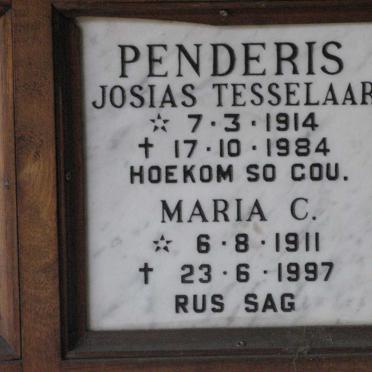 PENDERIS
JOSIAS TESSELAAR
☆ 7·3·1914
✝ 17·10·1984
HOEKOM SO GOU.
MARIA C.
☆ 6·8·1911
✝ 23·6·1997
RUS SAG